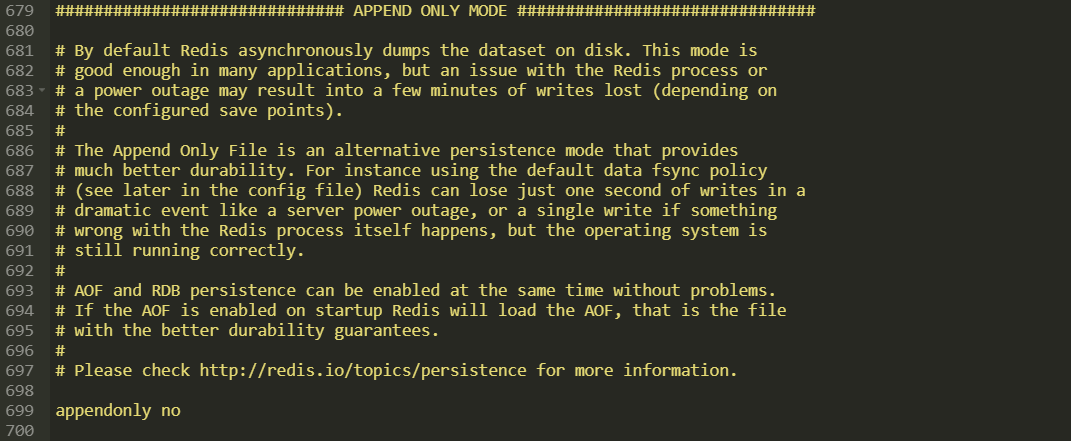 679 ############################## APPEND ONLY MODE ###############################
680
681 # By default Redis asynchronously dumps the dataset on disk. This mode is
682 # good enough in many applications, but an issue with the Redis process or
683 # a power outage may result into a few minutes of writes lost (depending on
684 # the configured save points).
685 #
686 # The Append Only File is an alternative persistence mode that provides
687 # much better durability. For instance using the default data fsync policy
688 # (see later in the config file) Redis can lose just one second of writes in a
689 # dramatic event like a server power outage, or a single write if something
690 # wrong with the Redis process itself happens, but the operating system is
691 # still running correctly.
692 #
693 # AOF and RDB persistence can be enabled at the same time without problems.
694 # If the AOF is enabled on startup Redis will load the AOF, that is the file
695 # with the better durability guarantees.
696 #
697 # Please check http://redis.io/topics/persistence for more information.
698
699 appendonly no
700